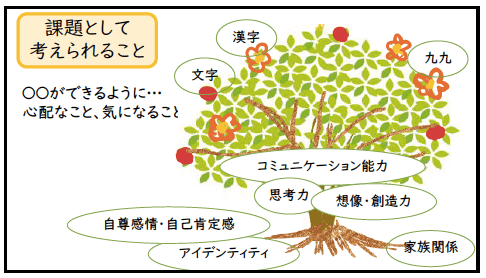 課題として
考えられること
〇〇ができるように…
心配なこと、気になること
漢字
文字
九九
コミュニケーション能力
思考力
想像・創造力
自尊感情・自己肯定感
アイデンティティ
家族関係